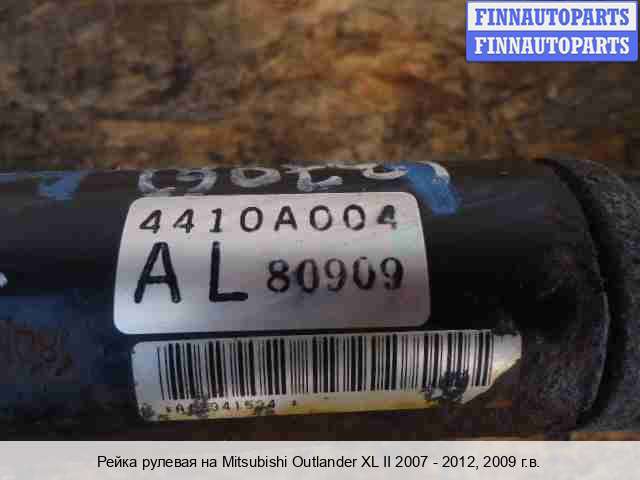 FINNAUTOPARTS
FINNAUTOPARTS
4410A004
AL 80909
Рейка рулевая на Mitsubishi Outlander XL II 2007 - 2012, 2009 г.в.